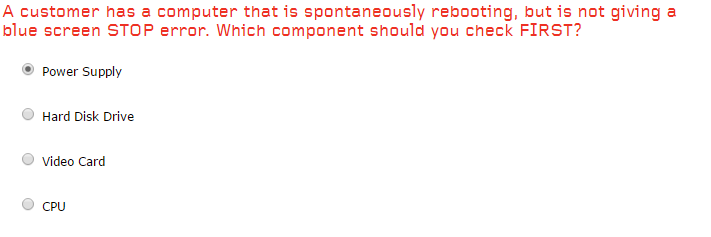 A customer has a computer that is spontaneously rebooting, but is not giving a
blue screen STOP error. Which component should you check FIRST?
Power Supply
Hard Disk Drive
Video Card
CPU